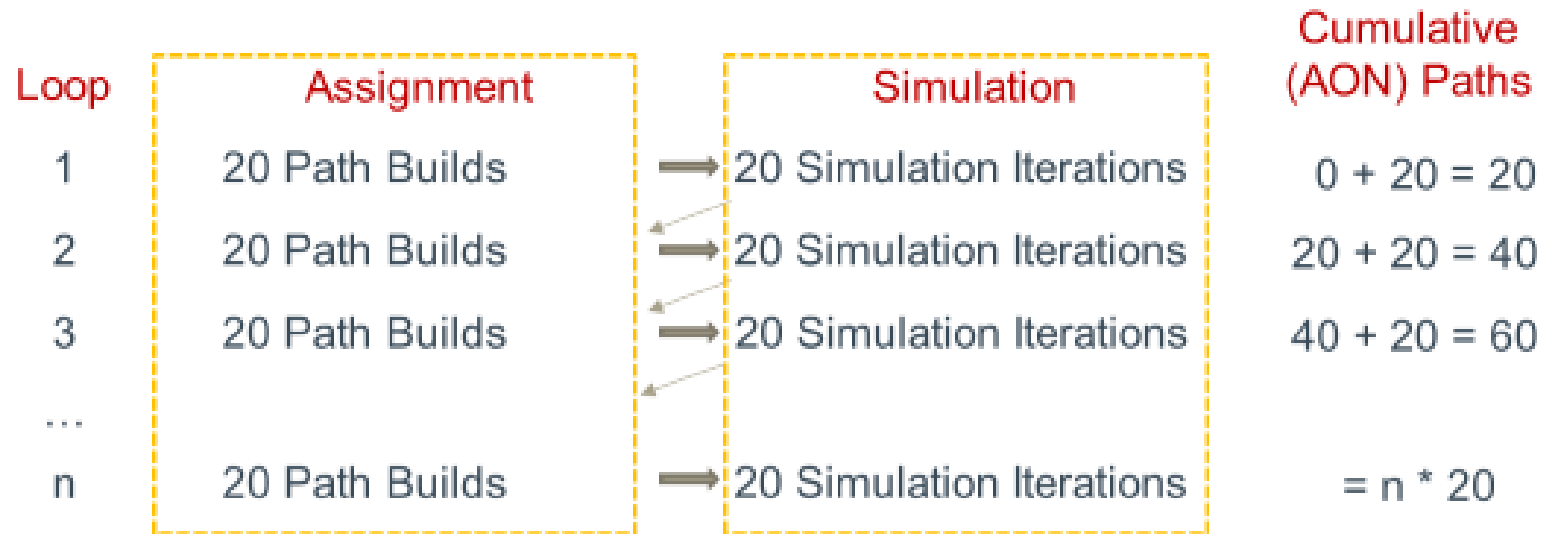 Cumulative
Loop Assignment Simulation (AON) Paths
1 20 Path Builds 20 Simulation Iterations 0 + 20 = 20
2 20 Path Builds 20 Simulation Iterations 20 + 20 = 40
3 20 Path Builds 20 Simulation Iterations 40 + 20 = 60
...
n 20 Path Builds 20 Simulation Iterations = n * 20